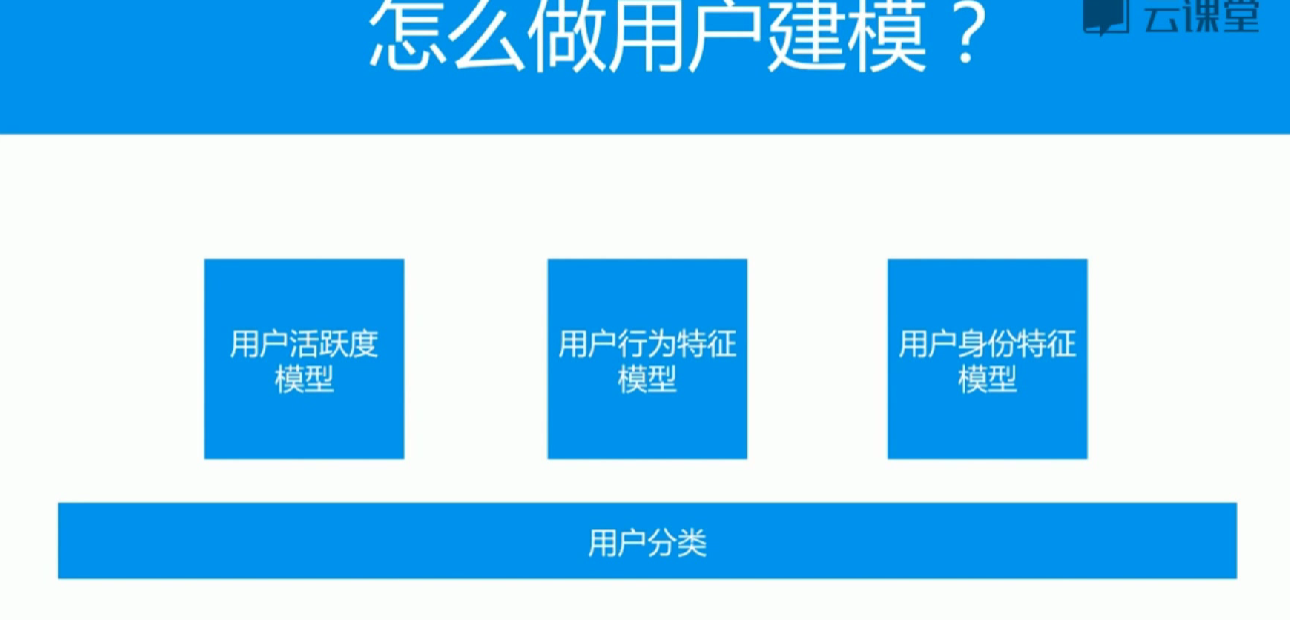 怎么做用户建模？
云课堂
用户活跃度
模型
用户行为特征
模型
用户身份特征
模型
用户分类